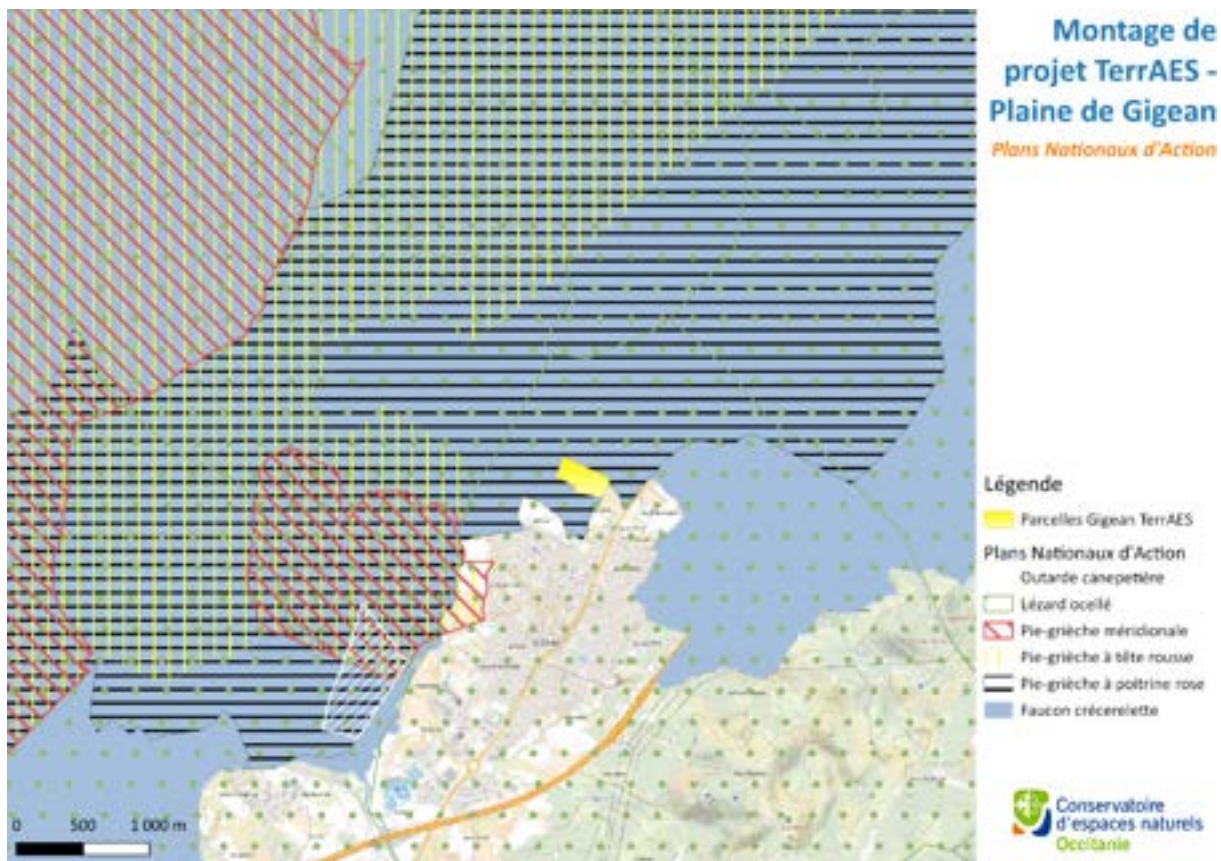 Montage de
projet TerrAES -
Plaine de Gigean
Plans Nationaux d'Action
Légende
Parcelles Gigean TerrAES
Plans Nationaux d'Action
Outarde canepetière
Lézard ocellé
Pie-grièche méridionale
Pie-grièche à tête rousse
Pie-grièche à poitrine rose
Faucon crécerelette
0 500 1 000 m
Conservatoire
d'espaces naturels
Occitanie